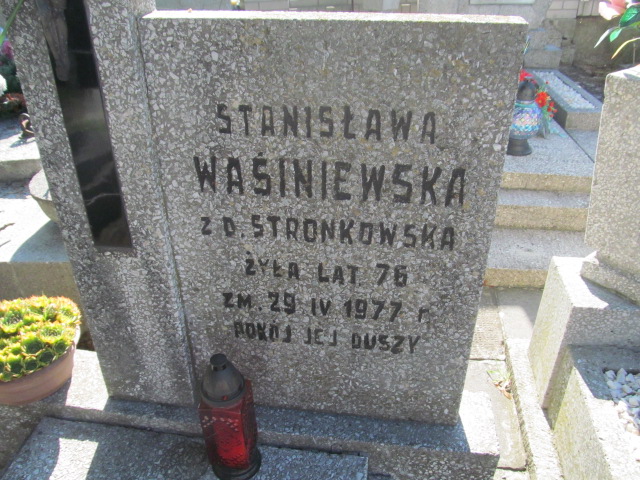 STANISŁAWA
WAŚINIEWSKA
Z D. STRONKOWSKA
ŻYŁA LAT 76
ZM. 29 IV 1977 r.
POKÓJ JEJ DUSZY